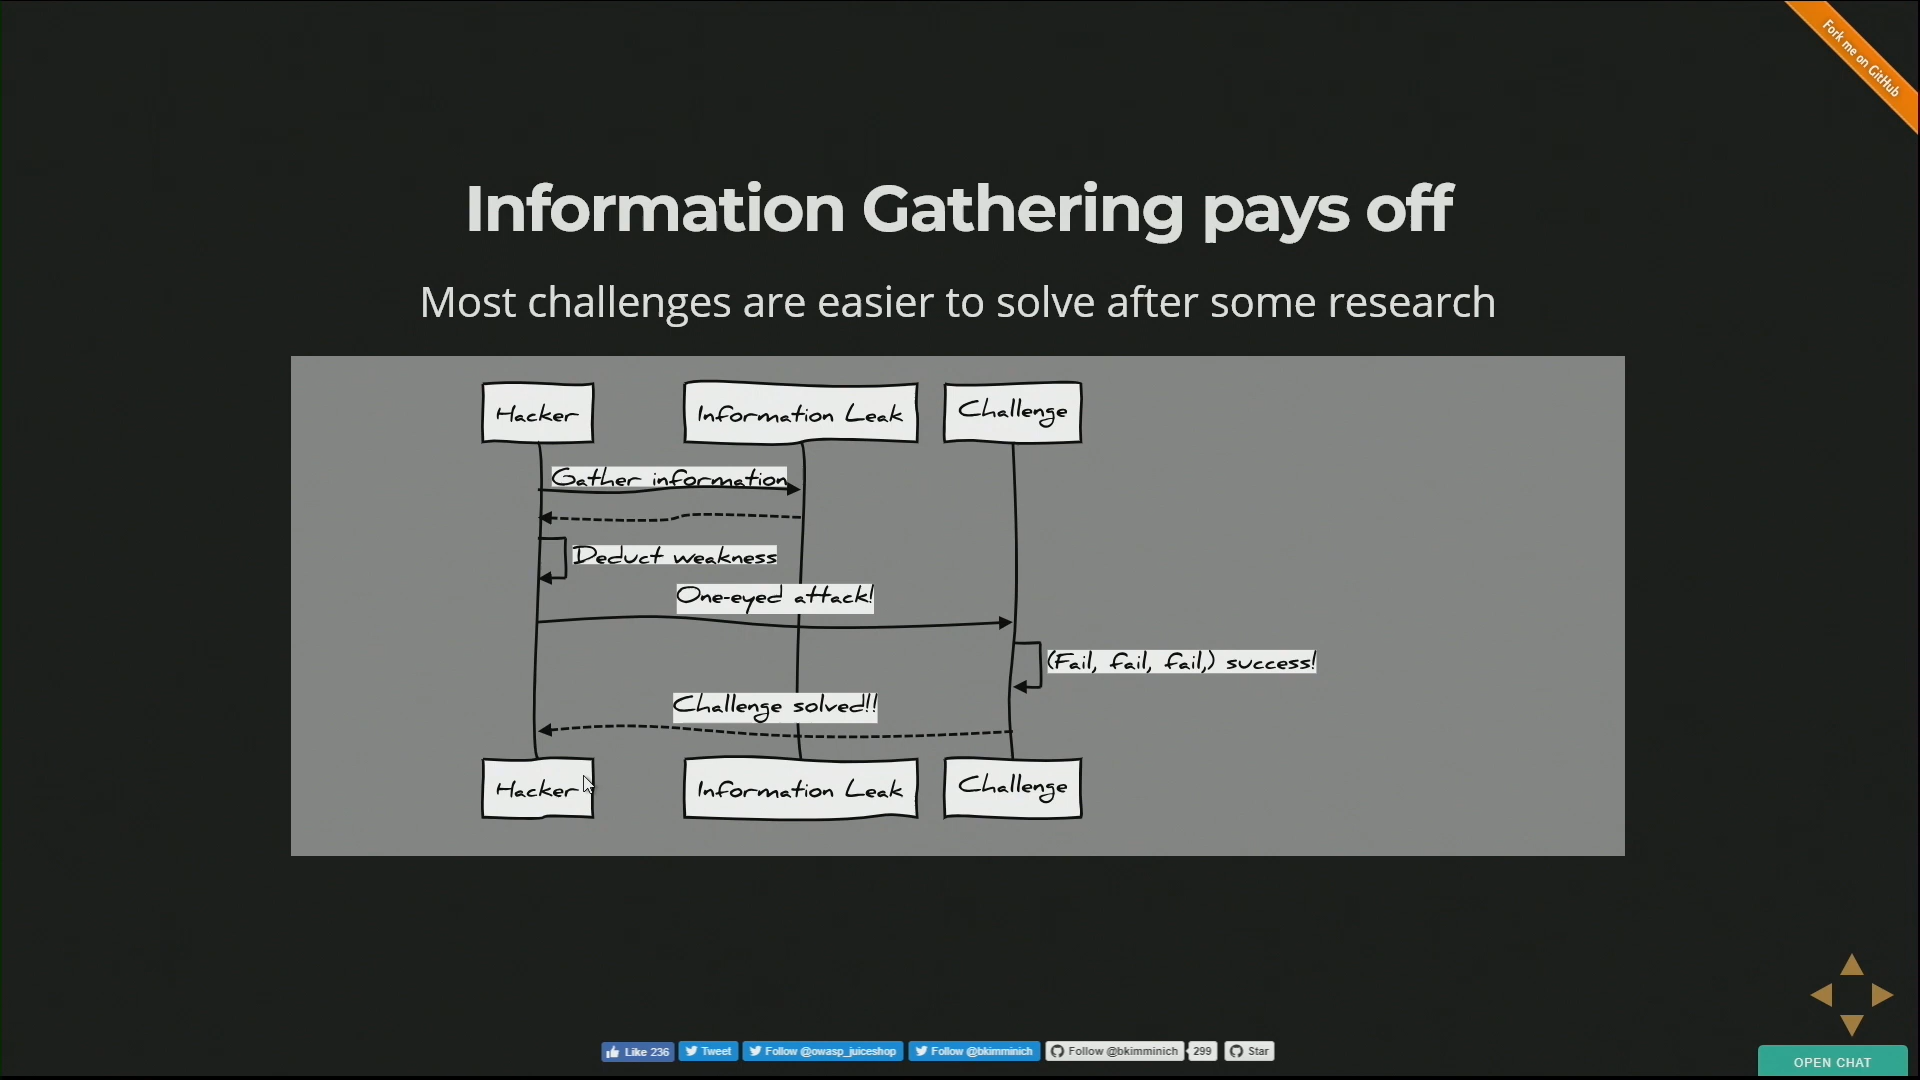 Fork me on GitHub
Information Gathering pays off
Most challenges are easier to solve after some research
Hacker
Information Leak
Challenge
Gather information
Deduct weakness
One-eyed attack!
(Fail, fail, fail,) success!
Challenge solved!!
Hacker
Information Leak
Challenge
Like 236
Tweet
Follow @owasp_juiceshop
Follow @bkimminich
Follow @bkimminich
299
Star
OPEN CHAT